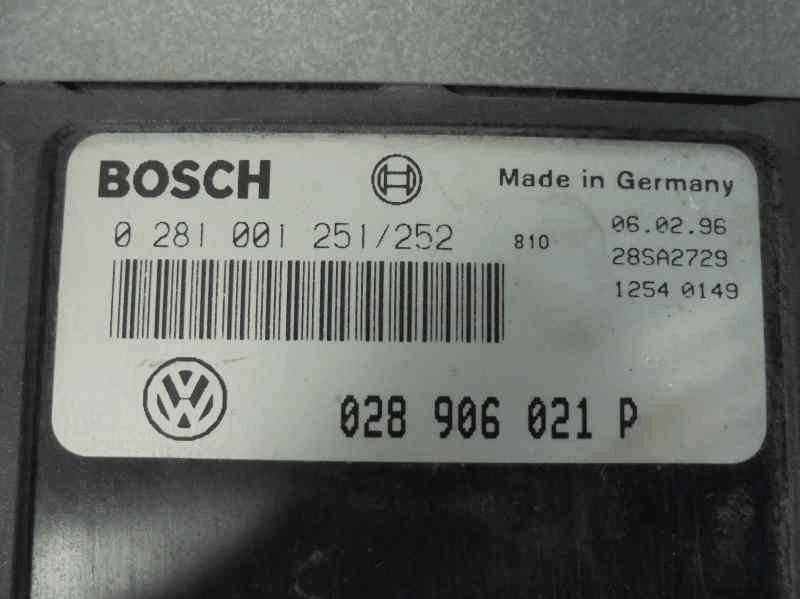 BOSCH Made in Germany
0 281 001 251/252 810 06.02.96
28SA2729
1254 0149
028 906 021 P